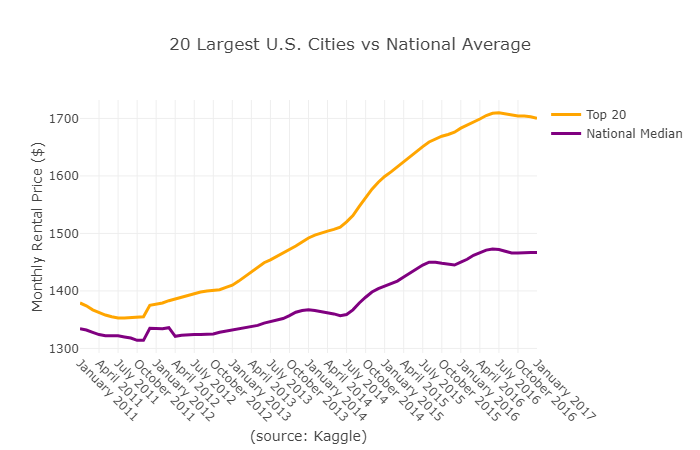 20 Largest U.S. Cities vs National Average
Monthly Rental Price ($)
1700
1600
1500
1400
1300
Top 20
National Median
January 2011
April 2011
July 2011
October 2011
January 2012
April 2012
July 2012
October 2012
January 2013
April 2013
July 2013
October 2013
January 2014
April 2014
July 2014
October 2014
January 2015
April 2015
July 2015
October 2015
January 2016
April 2016
July 2016
October 2016
January 2017
(source: Kaggle)